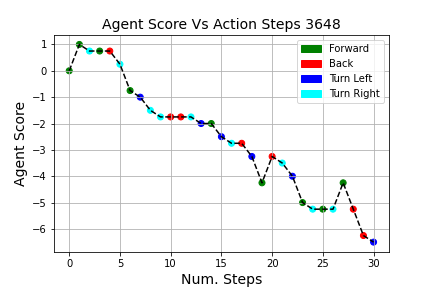 Agent Score Vs Action Steps 3648
Agent Score
1
0
−1
−2
−3
−4
−5
−6
Forward
Back
Turn Left
Turn Right
0 5 10 15 20 25 30
Num. Steps